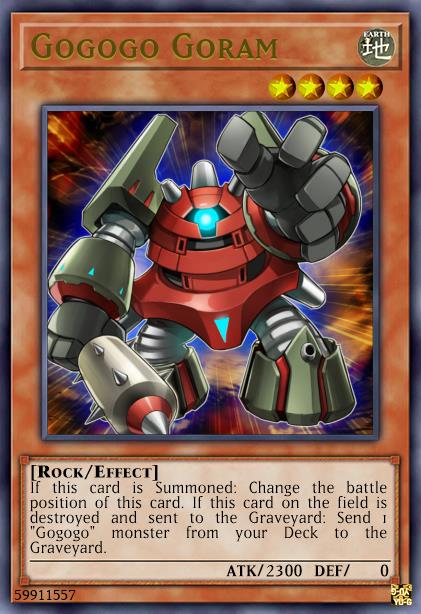 Gogogo Goram
EARTH
地
[Rock/Effect]
If this card is Summoned: Change the battle
position of this card. If this card on the field is
destroyed and sent to the Graveyard: Send 1
"Gogogo" monster from your Deck to the
Graveyard.
ATK/2300 DEF/ 0
59911557